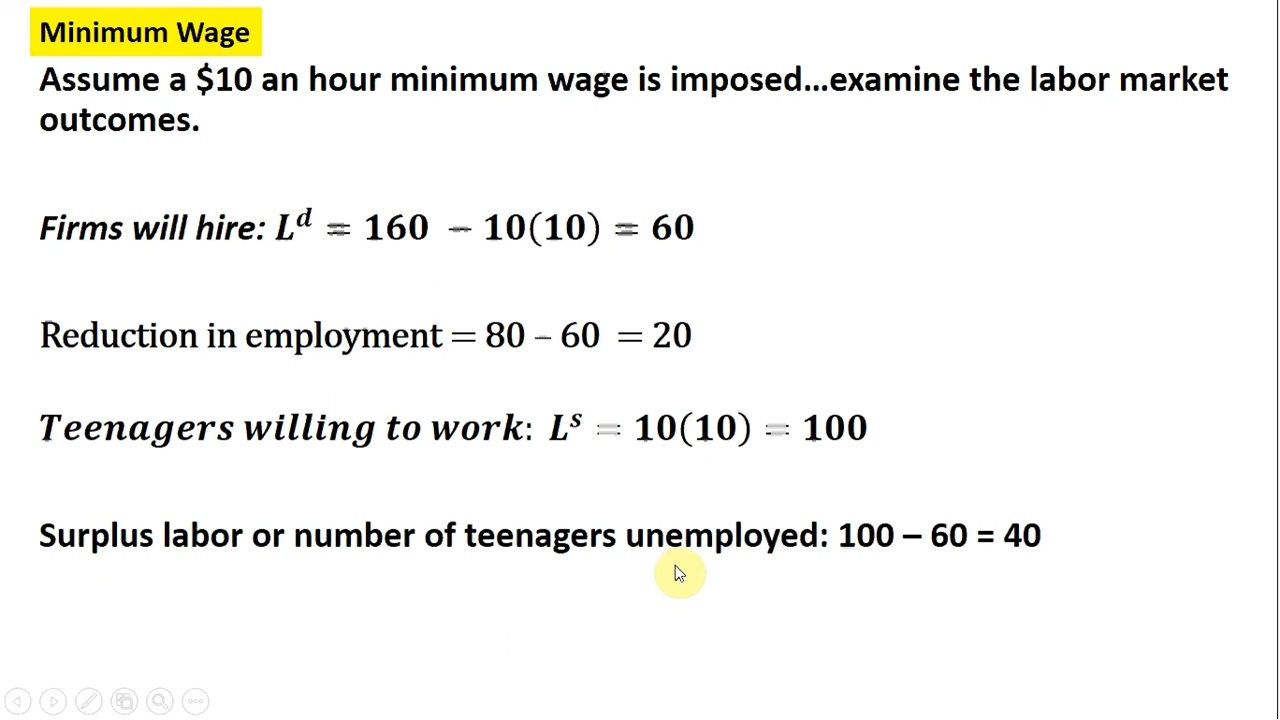 Minimum Wage
Assume a $10 an hour minimum wage is imposed…examine the labor market
outcomes.
Firms will hire: Lᵈ = 160 − 10(10) = 60
Reduction in employment = 80 – 60 = 20
Teenagers willing to work: Lˢ = 10(10) = 100
Surplus labor or number of teenagers unemployed: 100 – 60 = 40